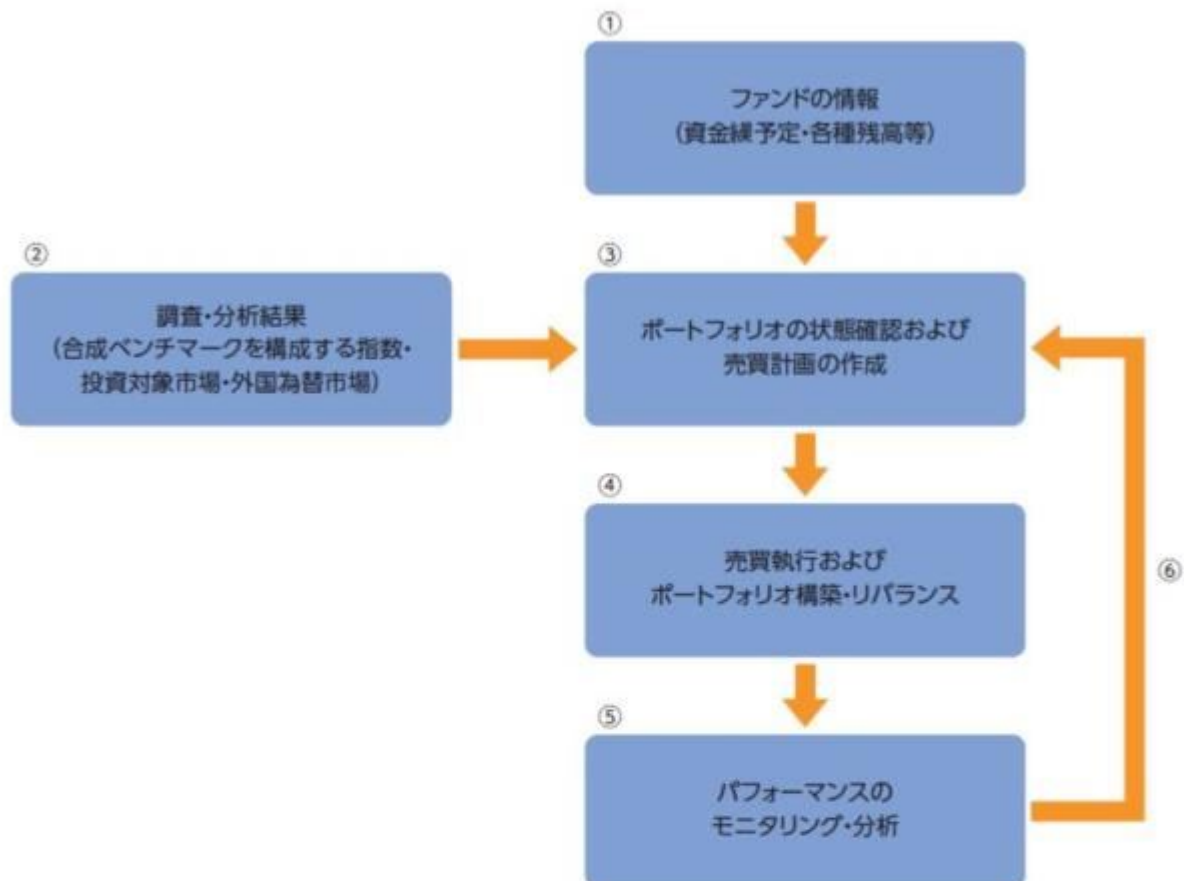 ①
ファンドの情報
(資金繰予定・各種残高等)
②
調査・分析結果
(合成ベンチマークを構成する指数・
投資対象市場・外国為替市場)
③
ポートフォリオの状態確認および
売買計画の作成
④
売買執行および
ポートフォリオ構築・リバランス
⑥
⑤
パフォーマンスの
モニタリング・分析